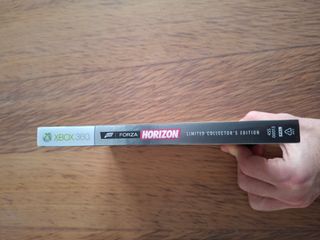 XBOX 360 FORZA HORIZON LIMITED COLLECTOR'S EDITION